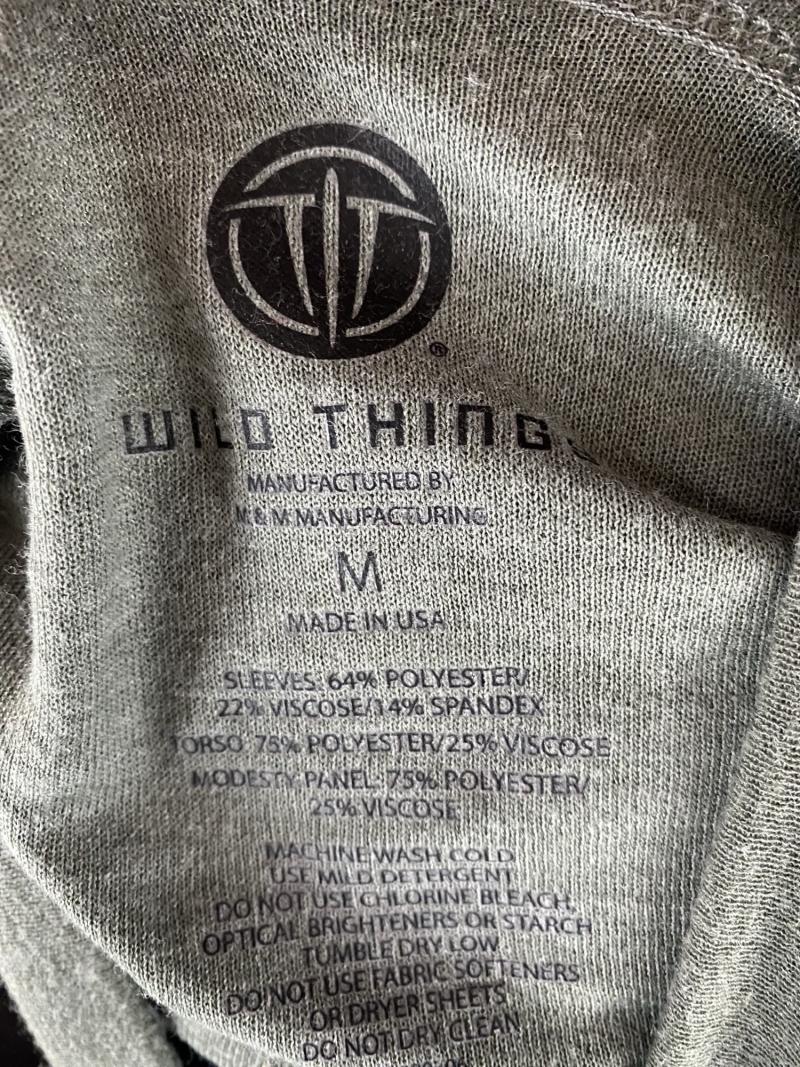 ®
WILD THINGS
MANUFACTURED BY
M & M MANUFACTURING
M
MADE IN USA
SLEEVES: 64% POLYESTER/
22% VISCOSE/14% SPANDEX
TORSO: 75% POLYESTER/25% VISCOSE
MODESTY PANEL: 75% POLYESTER/
25% VISCOSE
MACHINE WASH COLD
USE MILD DETERGENT
DO NOT USE CHLORINE BLEACH,
OPTICAL BRIGHTENERS OR STARCH
TUMBLE DRY LOW
DO NOT USE FABRIC SOFTENERS
OR DRYER SHEETS
DO NOT DRY CLEAN